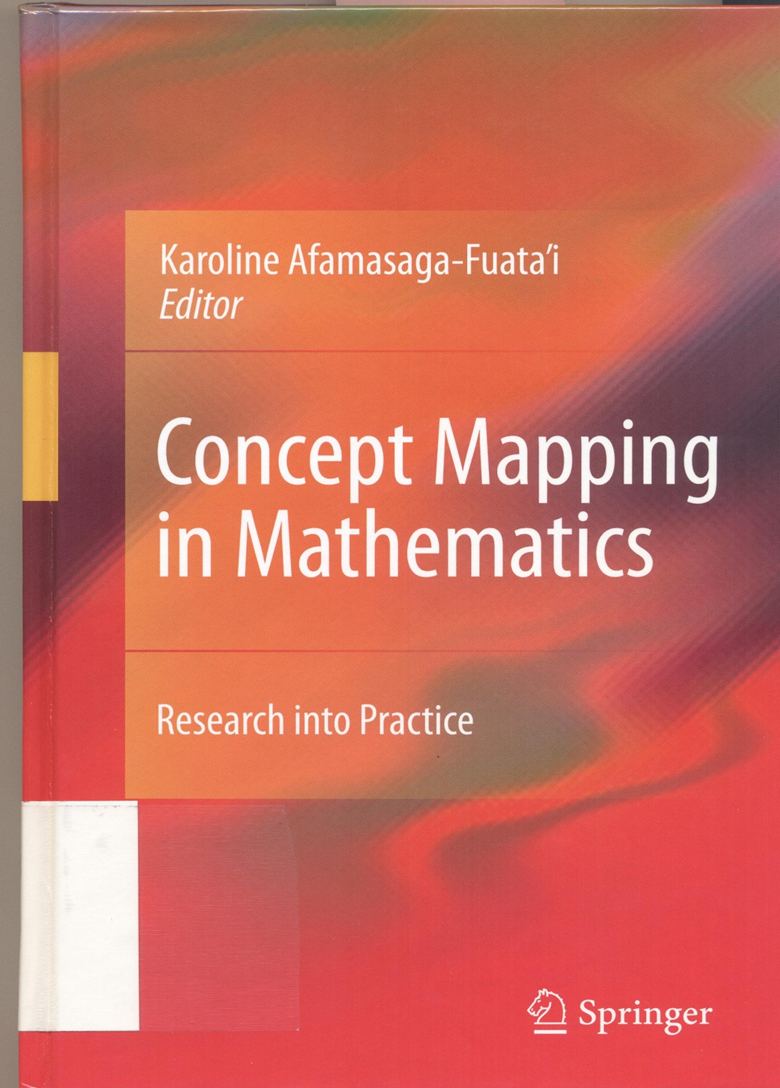 Karoline Afamasaga-Fuata’i
Editor
Concept Mapping
in Mathematics
Research into Practice
Springer